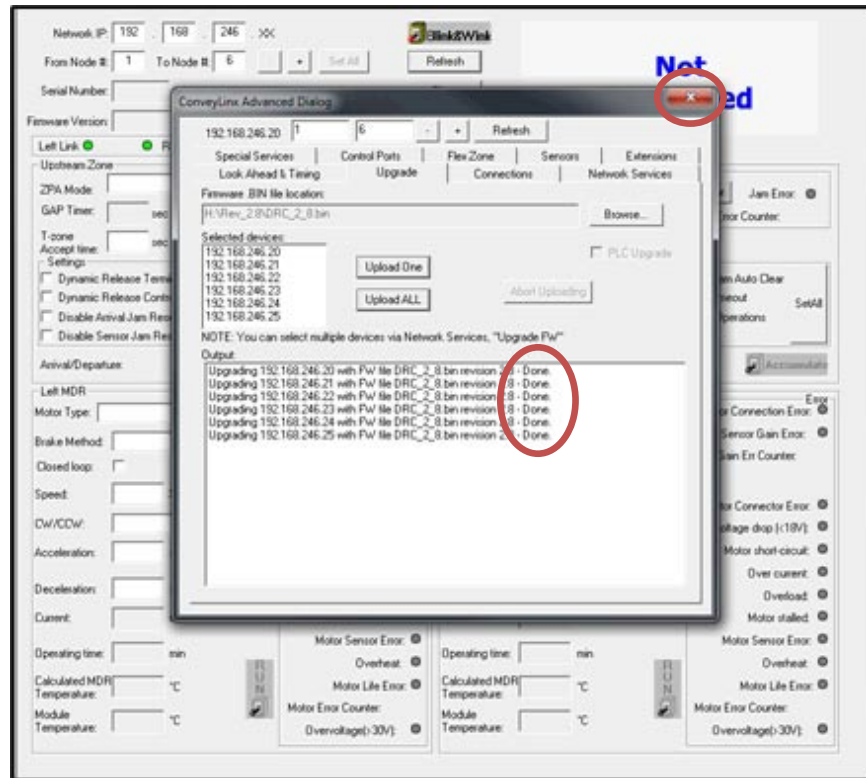 Network IP: 192 . 168 . 246 . XX
Blink&Wink
From Node #: 1 To Node #: 6 + Set All Refresh
Not
ed
Serial Number:
Firmware Version:
ConveyLinx Advanced Dialog
192.168.246.20 1 6 - + Refresh
Special Services Control Ports Flex Zone Sensors Extensions
Look Ahead & Timing Upgrade Connections Network Services
Firmware .BIN file location:
H:\Rev_2.8\DRC_2_8.bin Browse...
Selected devices:
PLC Upgrade
192.168.246.20
192.168.246.21
192.168.246.22
192.168.246.23
192.168.246.24
192.168.246.25
Upload One
Upload ALL
Abort Uploading
NOTE: You can select multiple devices via Network Services, "Upgrade FW"
Output:
Upgrading 192.168.246.20 with FW file DRC_2_8.bin revision 2.8 - Done.
Upgrading 192.168.246.21 with FW file DRC_2_8.bin revision 2.8 - Done.
Upgrading 192.168.246.22 with FW file DRC_2_8.bin revision 2.8 - Done.
Upgrading 192.168.246.23 with FW file DRC_2_8.bin revision 2.8 - Done.
Upgrading 192.168.246.24 with FW file DRC_2_8.bin revision 2.8 - Done.
Upgrading 192.168.246.25 with FW file DRC_2_8.bin revision 2.8 - Done.
Left Link
Upstream Zone
ZPA Mode:
GAP Timer: sec
T-zone
Accept time: sec
Settings
Dynamic Release Term
Dynamic Release Contr
Disable Arrival Jam Res
Disable Sensor Jam Res
Arrival/Departure:
Jam Error:
Error Counter:
Auto Clear
SetAll
Operations
Accumulate
Left MDR
Motor Type:
Brake Method:
Closed loop:
Speed:
CW/CCW:
Acceleration:
Deceleration:
Current:
Operating time: min
Calculated MDR
Temperature: °C
Module
Temperature: °C
RUN
Motor Sensor Error:
Overheat:
Motor Life Error:
Motor Error Counter:
Overvoltage(>30V):
Operating time: min
Calculated MDR
Temperature: °C
Module
Temperature: °C
RUN
Error
Connection Error:
Sensor Gain Error:
Gain Err Counter:
Connector Error:
drop (<18V):
Motor short-circuit:
Over current:
Overload:
Motor stalled:
Motor Sensor Error:
Overheat:
Motor Life Error:
Motor Error Counter:
Overvoltage(>30V):